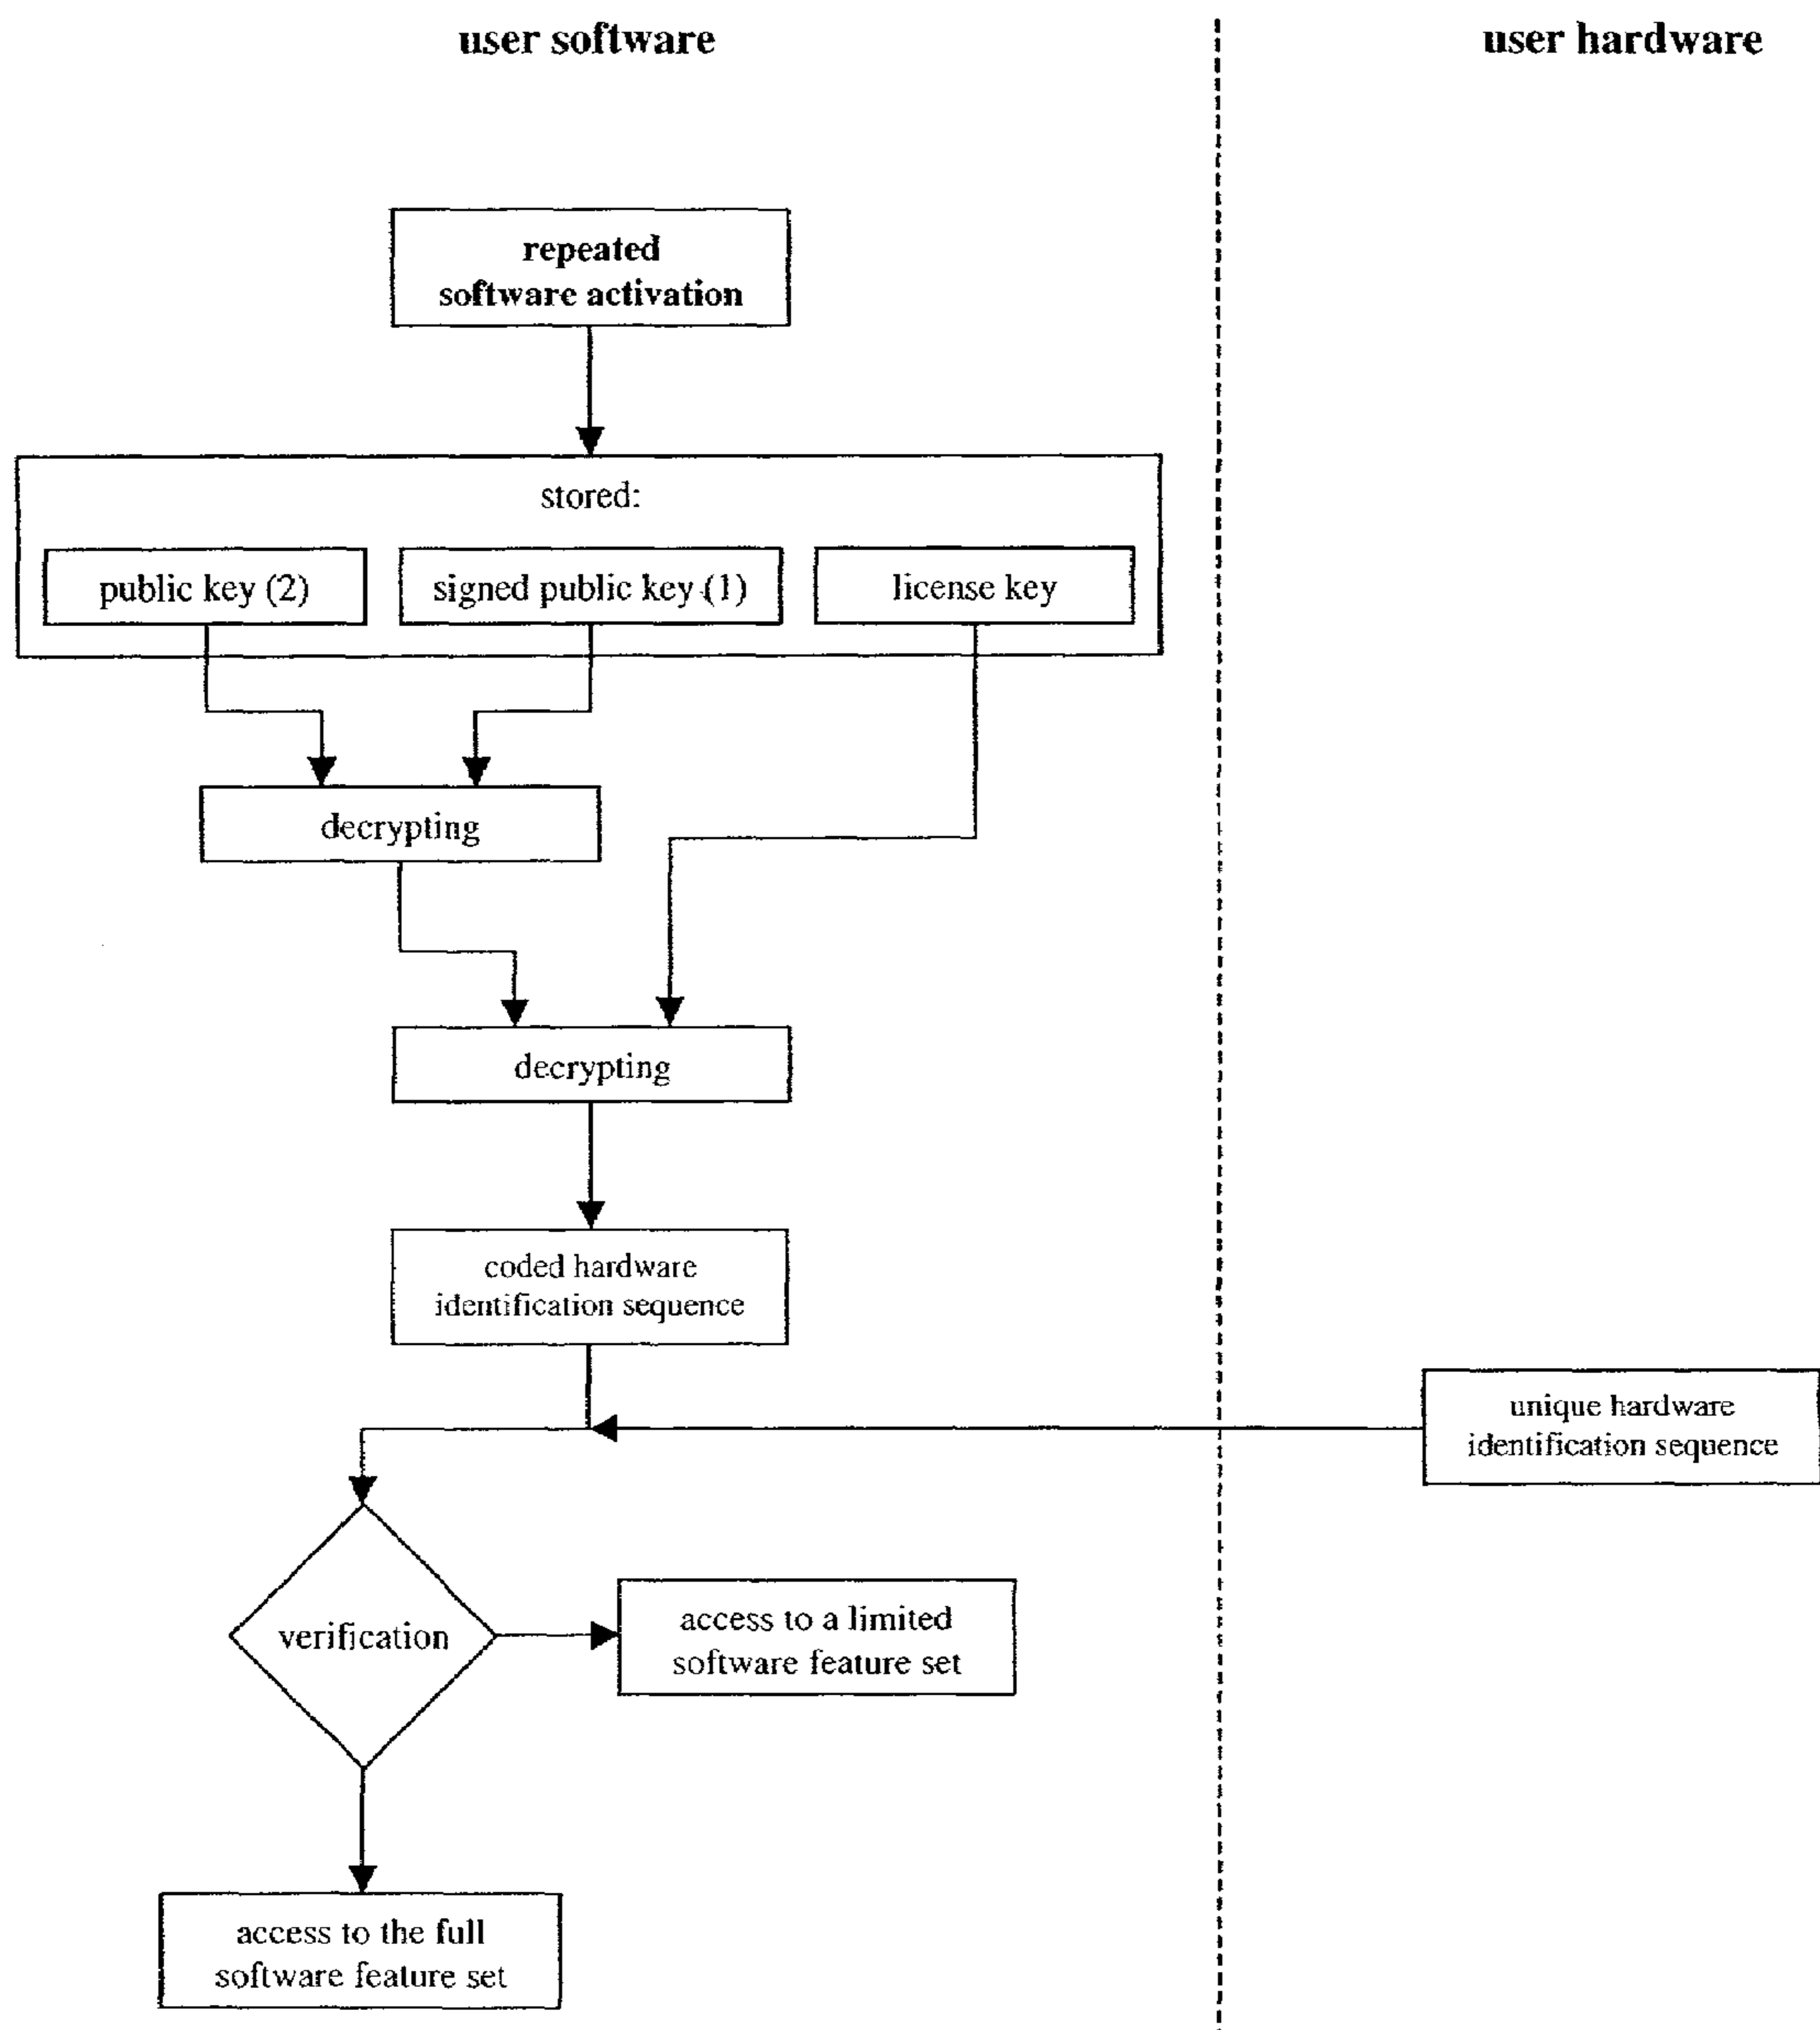 user software
user hardware
repeated
software activation
stored:
public key (2)
signed public key (1)
license key
decrypting
decrypting
coded hardware
identification sequence
unique hardware
identification sequence
verification
access to a limited
software feature set
access to the full
software feature set